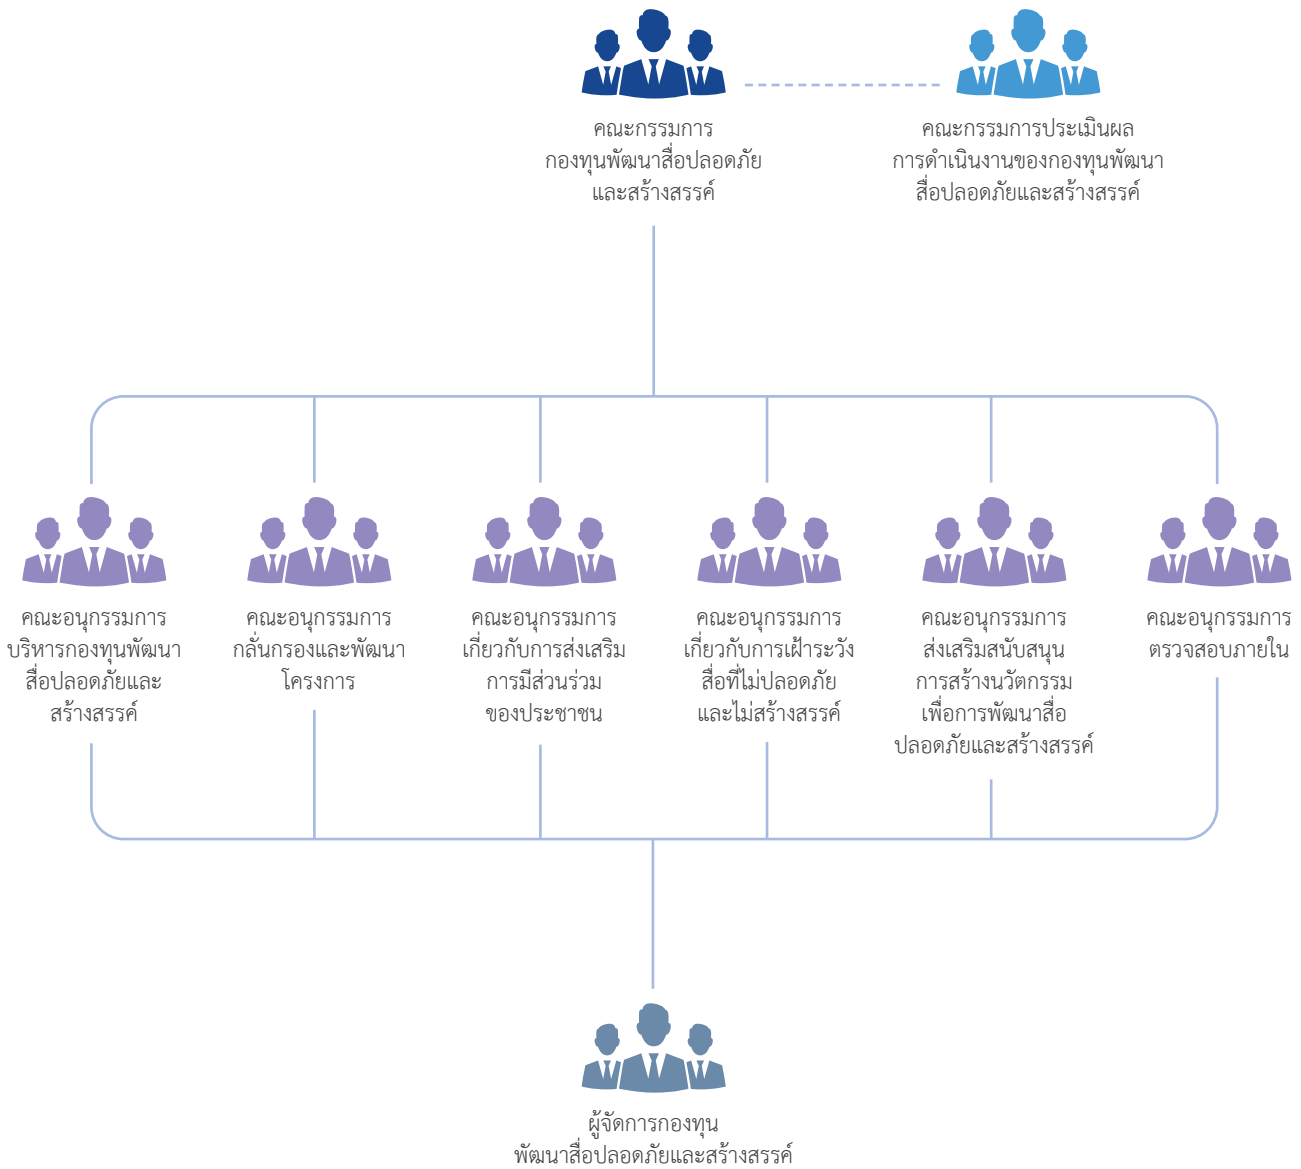 คณะกรรมการ
กองทุนพัฒนาสื่อปลอดภัย
และสร้างสรรค์
คณะกรรมการประเมินผล
การดำเนินงานของกองทุนพัฒนา
สื่อปลอดภัยและสร้างสรรค์
คณะอนุกรรมการ
บริหารกองทุนพัฒนา
สื่อปลอดภัยและ
สร้างสรรค์
คณะอนุกรรมการ
กลั่นกรองและพัฒนา
โครงการ
คณะอนุกรรมการ
เกี่ยวกับการส่งเสริม
การมีส่วนร่วม
ของประชาชน
คณะอนุกรรมการ
เกี่ยวกับการเฝ้าระวัง
สื่อที่ไม่ปลอดภัย
และไม่สร้างสรรค์
คณะอนุกรรมการ
ส่งเสริมสนับสนุน
การสร้างนวัตกรรม
เพื่อการพัฒนาสื่อ
ปลอดภัยและสร้างสรรค์
คณะอนุกรรมการ
ตรวจสอบภายใน
ผู้จัดการกองทุน
พัฒนาสื่อปลอดภัยและสร้างสรรค์